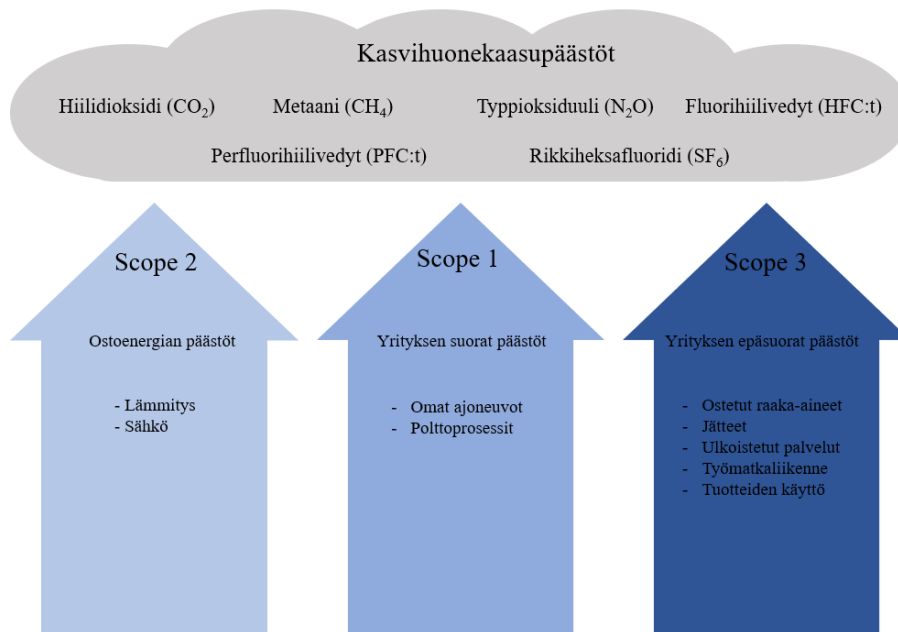 Kasvihuonekaasupäästöt
Hiilidioksidi (CO₂)
Metaani (CH₄)
Typpioksiduuli (N₂O)
Fluorihiilivedyt (HFC:t)
Perfluorihiilivedyt (PFC:t)
Rikkiheksafluoridi (SF₆)
Scope 2
Ostoenergian päästöt
- Lämmitys
- Sähkö
Scope 1
Yrityksen suorat päästöt
- Omat ajoneuvot
- Polttoprosessit
Scope 3
Yrityksen epäsuorat päästöt
- Ostetut raaka-aineet
- Jätteet
- Ulkoistetut palvelut
- Työmatkaliikenne
- Tuotteiden käyttö